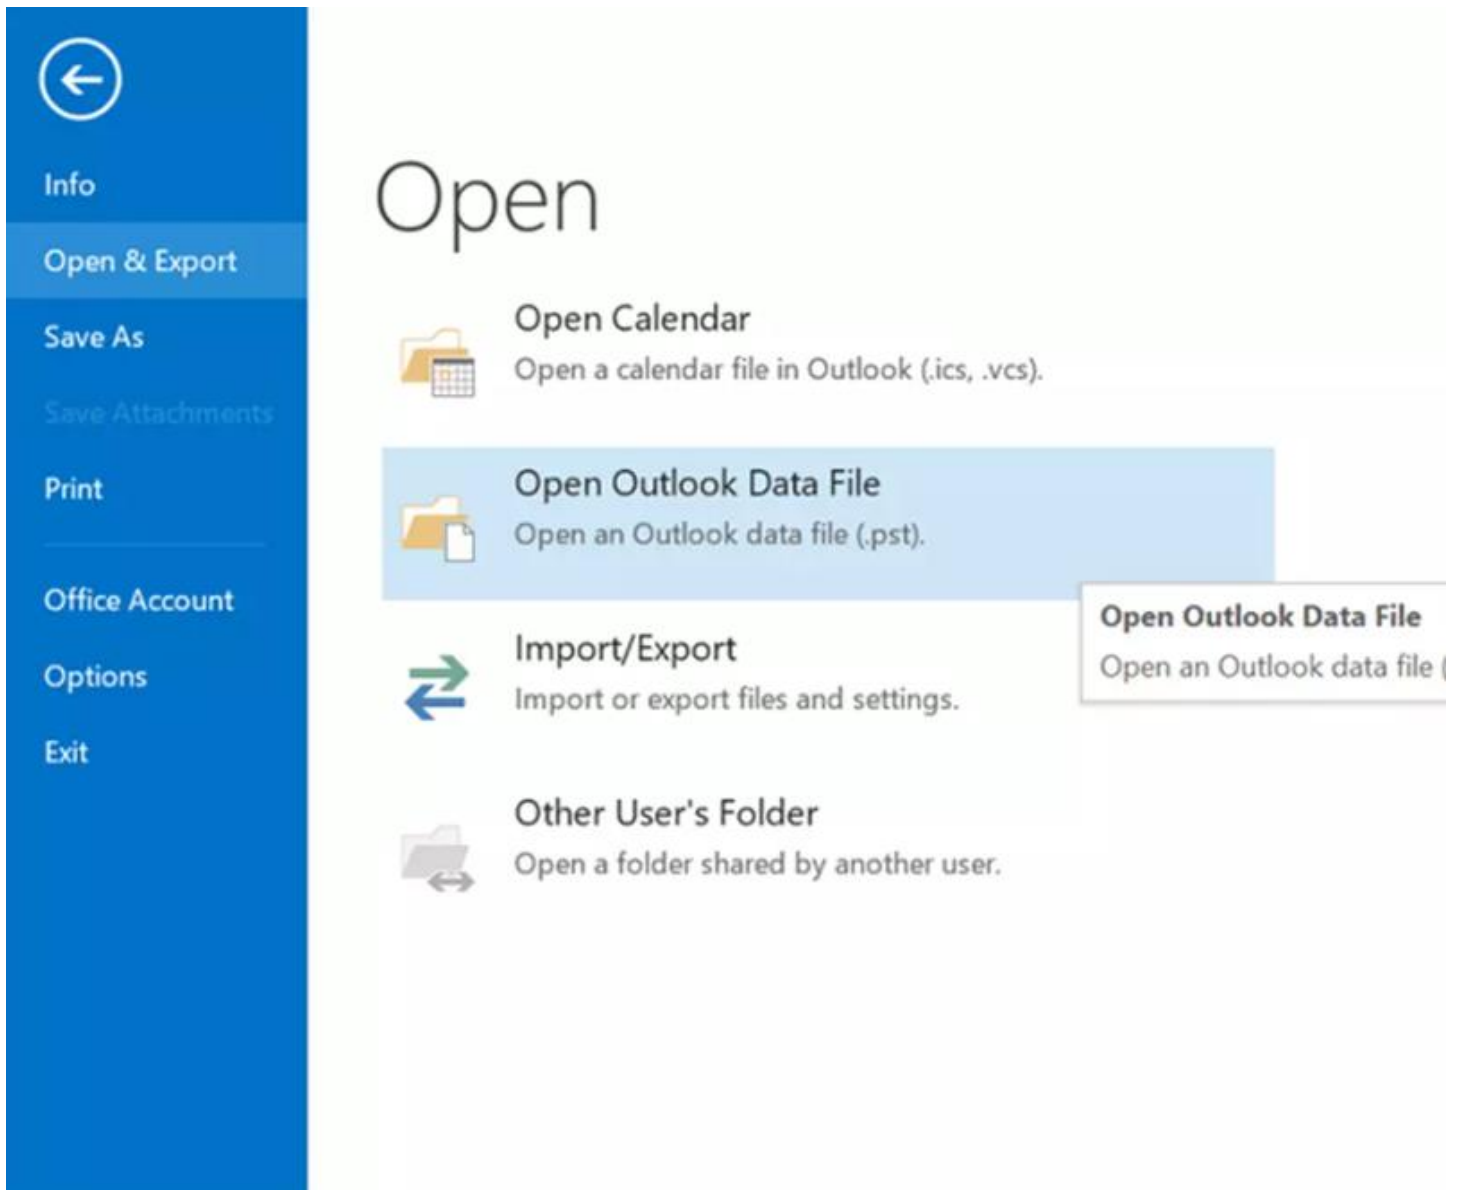 Info
Open & Export
Save As
Save Attachments
Print
Office Account
Options
Exit
Open
Open Calendar
Open a calendar file in Outlook (.ics, .vcs).
Open Outlook Data File
Open an Outlook data file (.pst).
Open Outlook Data File
Open an Outlook data file (
Import/Export
Import or export files and settings.
Other User's Folder
Open a folder shared by another user.